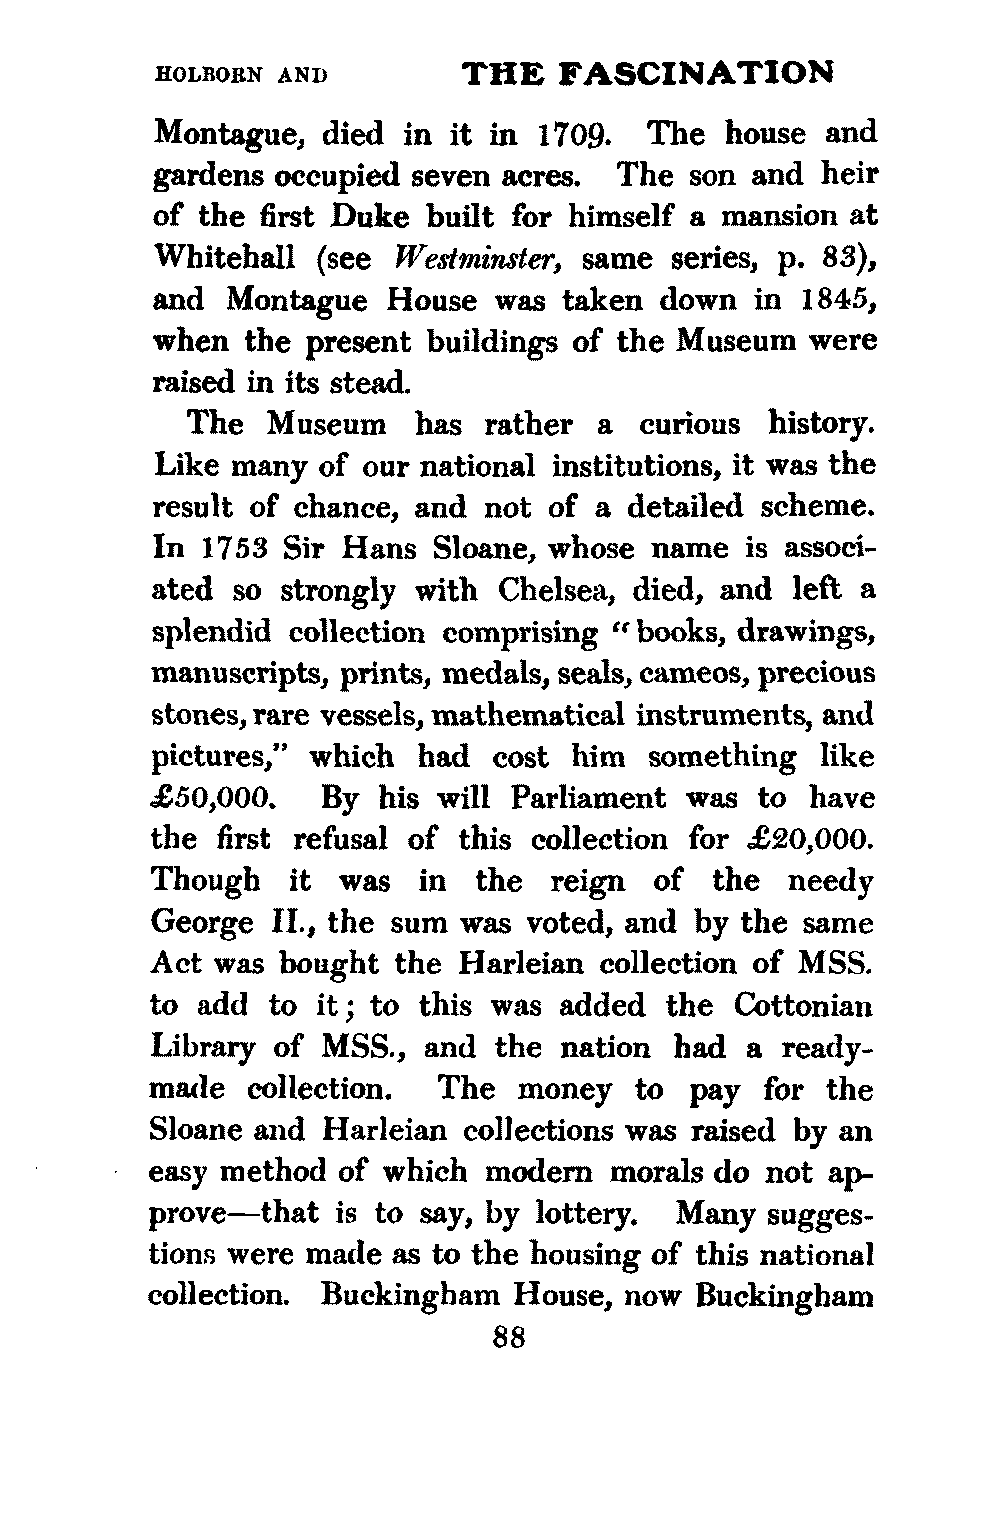 HOLBORN AND THE FASCINATION
Montague, died in it in 1709. The house and
gardens occupied seven acres. The son and heir
of the first Duke built for himself a mansion at
Whitehall (see Westminster, same series, p. 83),
and Montague House was taken down in 1845,
when the present buildings of the Museum were
raised in its stead.
The Museum has rather a curious history.
Like many of our national institutions, it was the
result of chance, and not of a detailed scheme.
In 1753 Sir Hans Sloane, whose name is associ-
ated so strongly with Chelsea, died, and left a
splendid collection comprising "books, drawings,
manuscripts, prints, medals, seals, cameos, precious
stones, rare vessels, mathematical instruments, and
pictures," which had cost him something like
£50,000. By his will Parliament was to have
the first refusal of this collection for £20,000.
Though it was in the reign of the needy
George II., the sum was voted, and by the same
Act was bought the Harleian collection of MSS.
to add to it; to this was added the Cottonian
Library of MSS., and the nation had a ready-
made collection. The money to pay for the
Sloane and Harleian collections was raised by an
easy method of which modern morals do not ap-
prove—that is to say, by lottery. Many sugges-
tions were made as to the housing of this national
collection. Buckingham House, now Buckingham
88